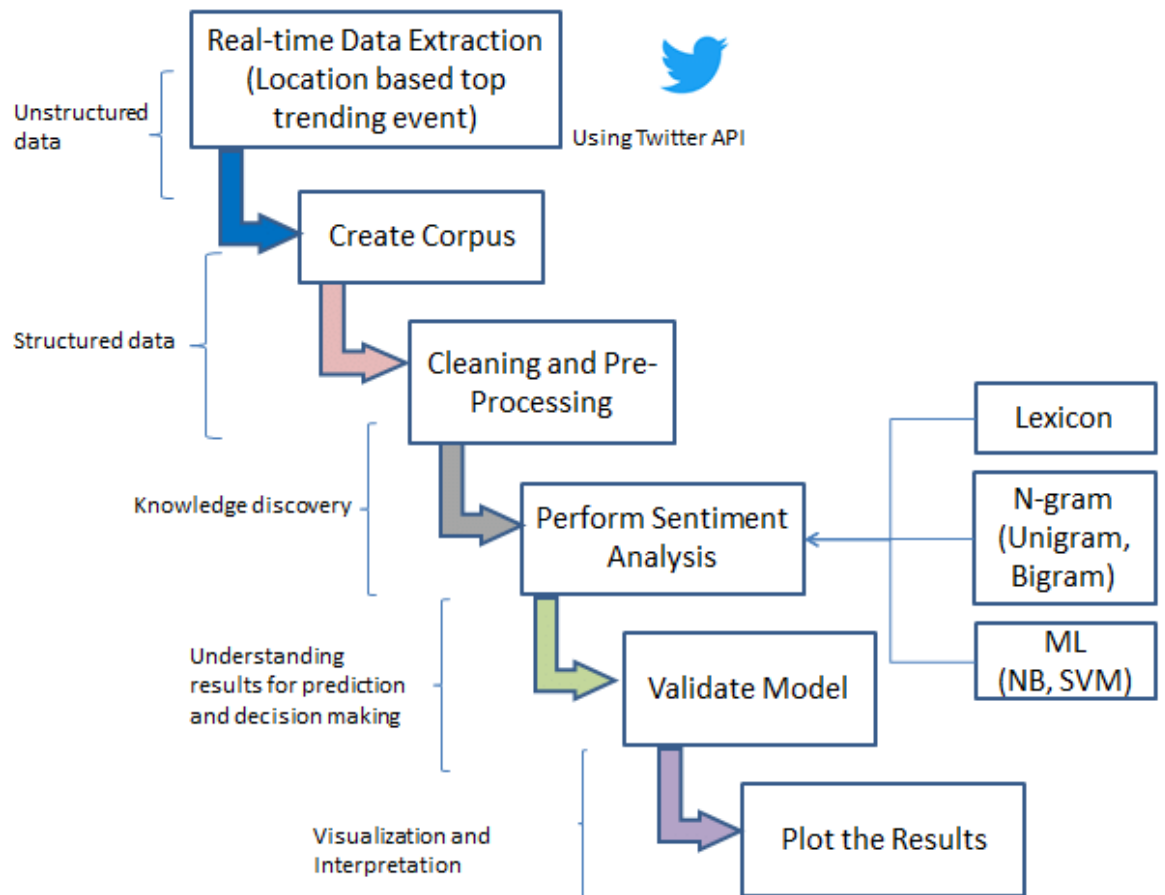 Real-time Data Extraction
(Location based top
trending event)
Unstructured
data
Using Twitter API
Create Corpus
Structured data
Cleaning and Pre-
Processing
Lexicon
Knowledge discovery
Perform Sentiment
Analysis
N-gram
(Unigram,
Bigram)
ML
(NB, SVM)
Understanding
results for prediction
and decision making
Validate Model
Visualization and
Interpretation
Plot the Results